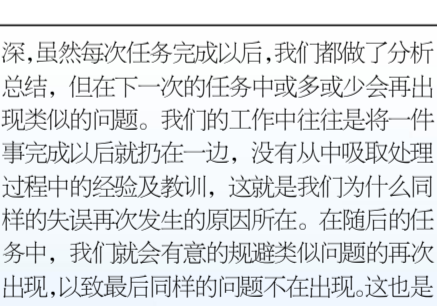 深，虽然每次任务完成以后，我们都做了分析
总结，但在下一次的任务中或多或少会再出
现类似的问题。我们的工作中往往是将一件
事完成以后就扔在一边，没有从中吸取处理
过程中的经验及教训，这就是我们为什么同
样的失误再次发生的原因所在。在随后的任
务中，我们就会有意的规避类似问题的再次
出现，以致最后同样的问题不在出现。这也是